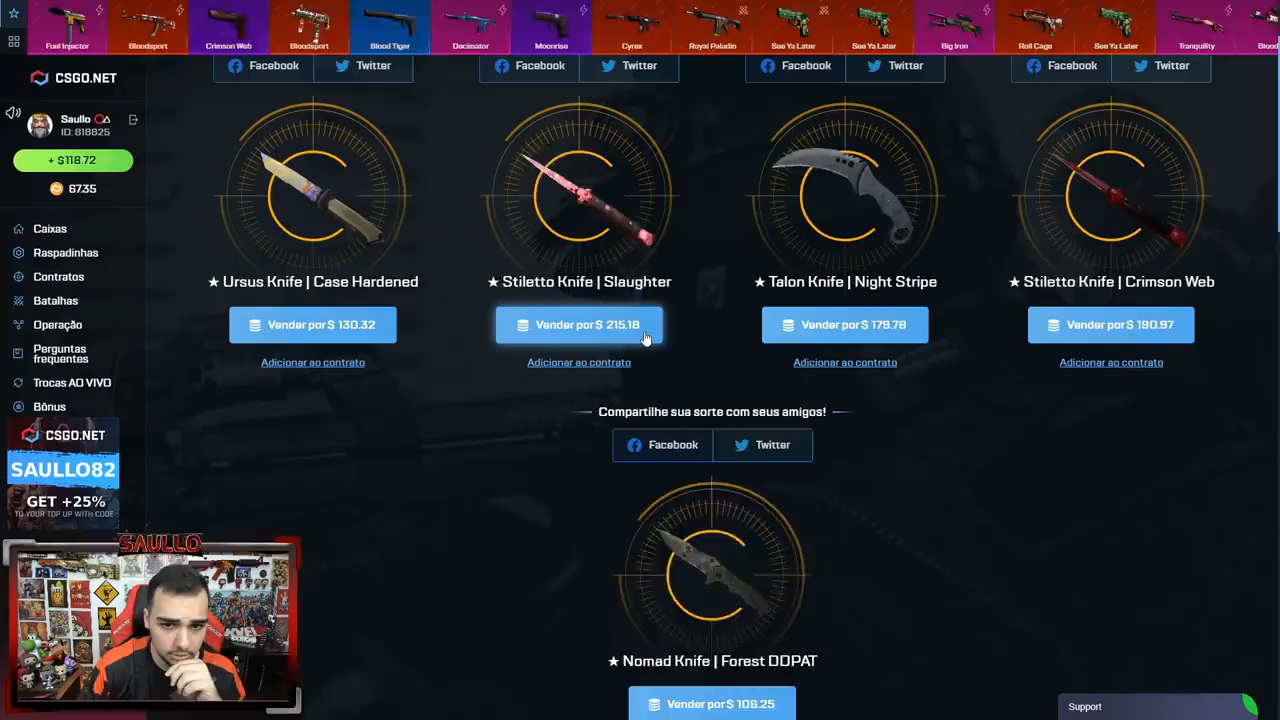 Fuel Injector
Bloodsport
Crimson Web
Bloodsport
Blood Tiger
Decimator
Moonrise
Cyrex
Royal Paladin
See Ya Later
See Ya Later
Big Iron
Roll Cage
See Ya Later
Tranquility
Blood
CSGO.NET
Facebook
Twitter
Facebook
Twitter
Facebook
Twitter
Facebook
Twitter
Saullo
ID: 818825
+ $118.72
67.35
Caixas
Raspadinhas
Contratos
Batalhas
Operação
Perguntas
frequentes
Trocas AO VIVO
Bônus
★ Ursus Knife | Case Hardened
★ Stiletto Knife | Slaughter
★ Talon Knife | Night Stripe
★ Stiletto Knife | Crimson Web
Vender por $ 130.32
Vender por $ 215.18
Vender por $ 179.78
Vender por $ 190.97
Adicionar ao contrato
Adicionar ao contrato
Adicionar ao contrato
Adicionar ao contrato
Compartilhe sua sorte com seus amigos!
Facebook
Twitter
CSGO.NET
SAULLO82
GET +25%
TO YOUR TOP UP WITH CODE
SAULLO
★ Nomad Knife | Forest DDPAT
Vender por $ 106.25
Support